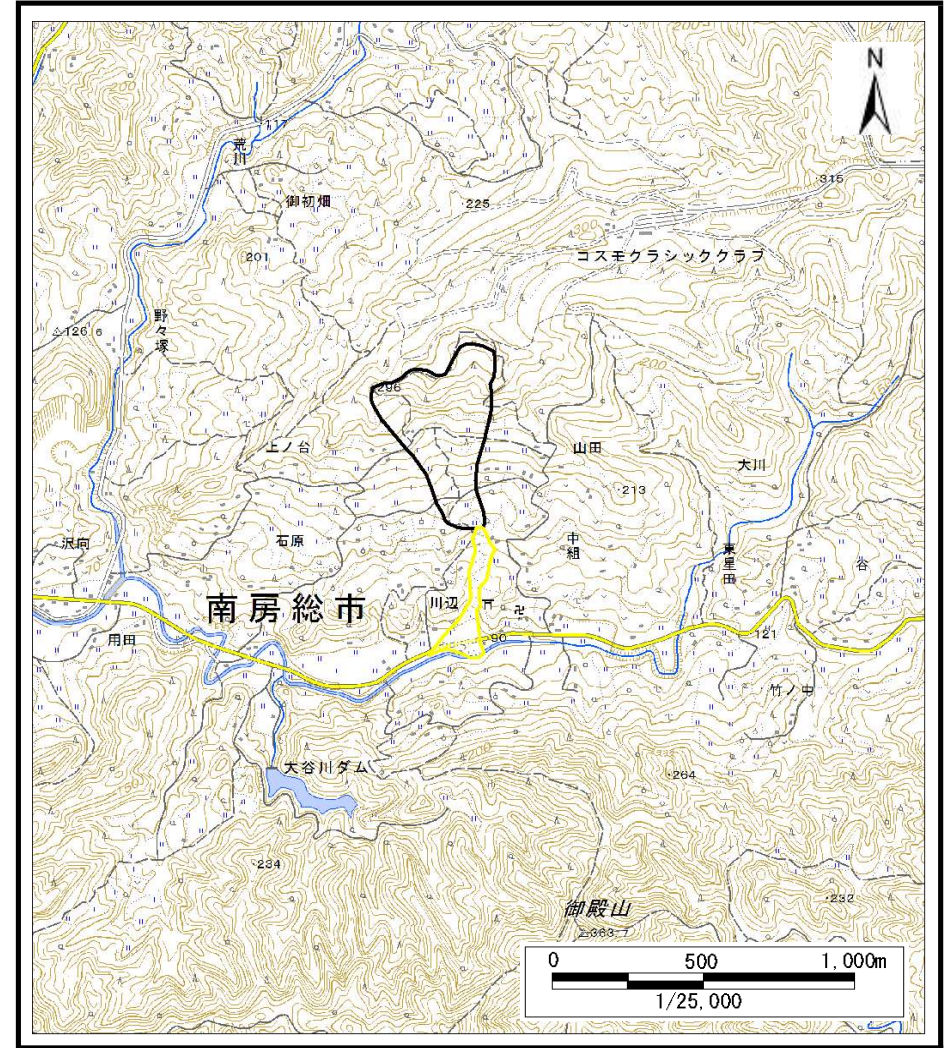 N
200
117
荒川
315
御初畑
225
コスモクラシッククラブ
201
野々塚
126.6
296
200
上ノ台
山田
大川
213
石原
沢向
中組
東星田
谷
南房総市
川辺
用田
90
121
竹ノ中
大谷川ダム
264
234
232
御殿山
363.7
0 500 1,000m
1/25,000